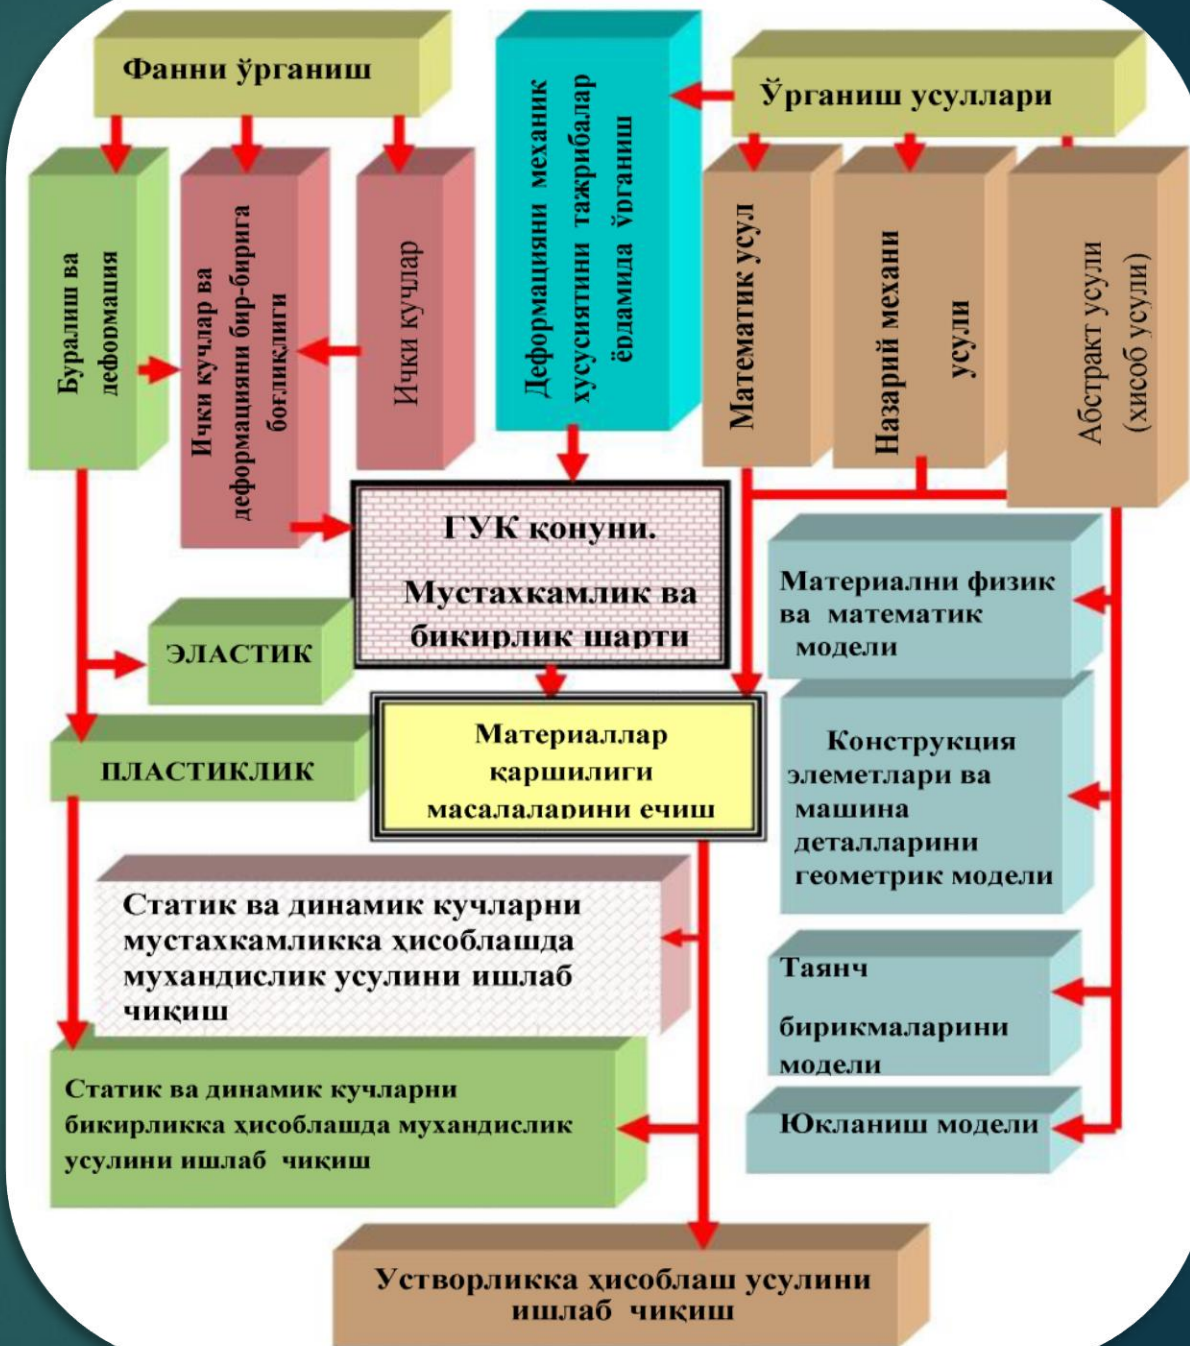 Фанни ўрганиш
Ўрганиш усуллари
Буралиш ва
деформация
Ички кучлар ва
деформацияни бир-бирига
боғлиқлиги
Ички кучлар
Деформацияни механик
хусусиятини тажрибалар
ёрдамида ўрганиш
Математик усул
Назарий механи
усули
Абстракт усули
(хисоб усули)
ГУК қонуни.
Мустахкамлик ва
бикирлик шарти
ЭЛАСТИК
ПЛАСТИКЛИК
Материаллар
қаршилиги
масалаларини ечиш
Материални физик
ва математик
модели
Конструкция
элеметлари ва
машина
деталларини
геометрик модели
Таянч
бирикмаларини
модели
Юкланиш модели
Статик ва динамик кучларни
мустахкамликка ҳисоблашда
мухандислик усулини ишлаб
чиқиш
Статик ва динамик кучларни
бикирликка ҳисоблашда мухандислик
усулини ишлаб чиқиш
Устворликка ҳисоблаш усулини
ишлаб чиқиш